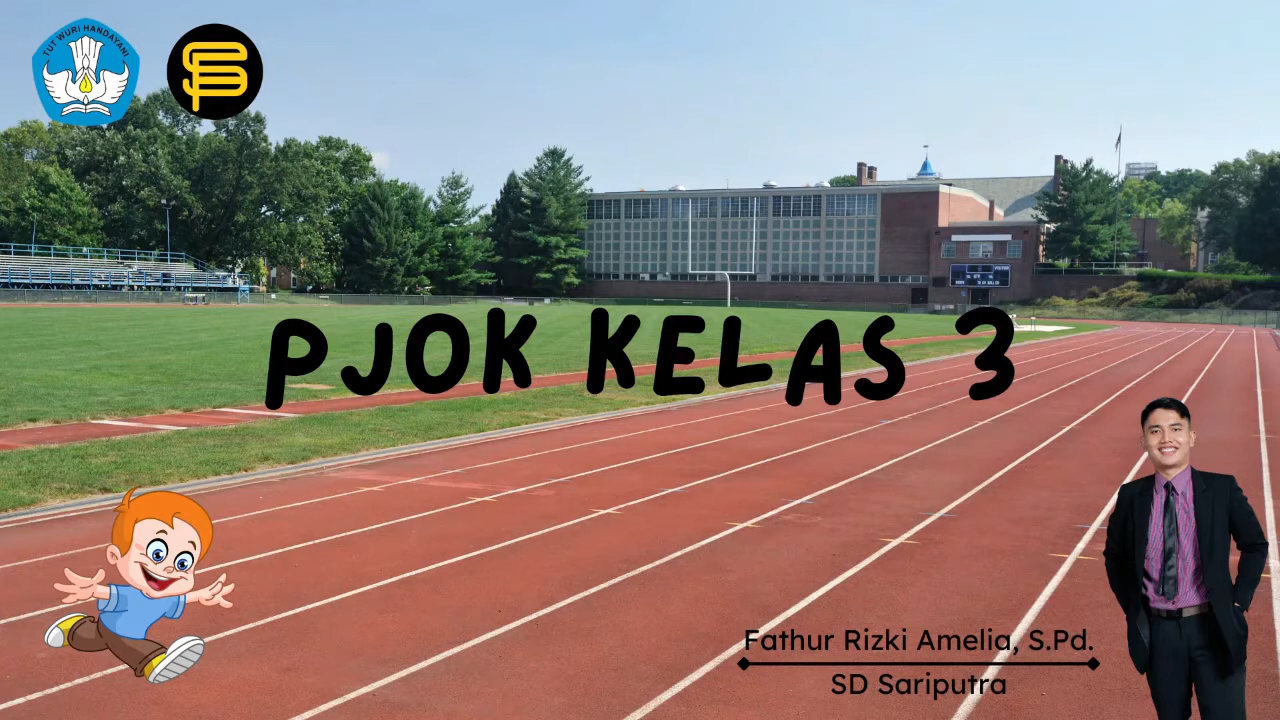 TUT WURI HANDAYANI
PJOK KELAS 3
Fathur Rizki Amelia, S.Pd.
SD Sariputra